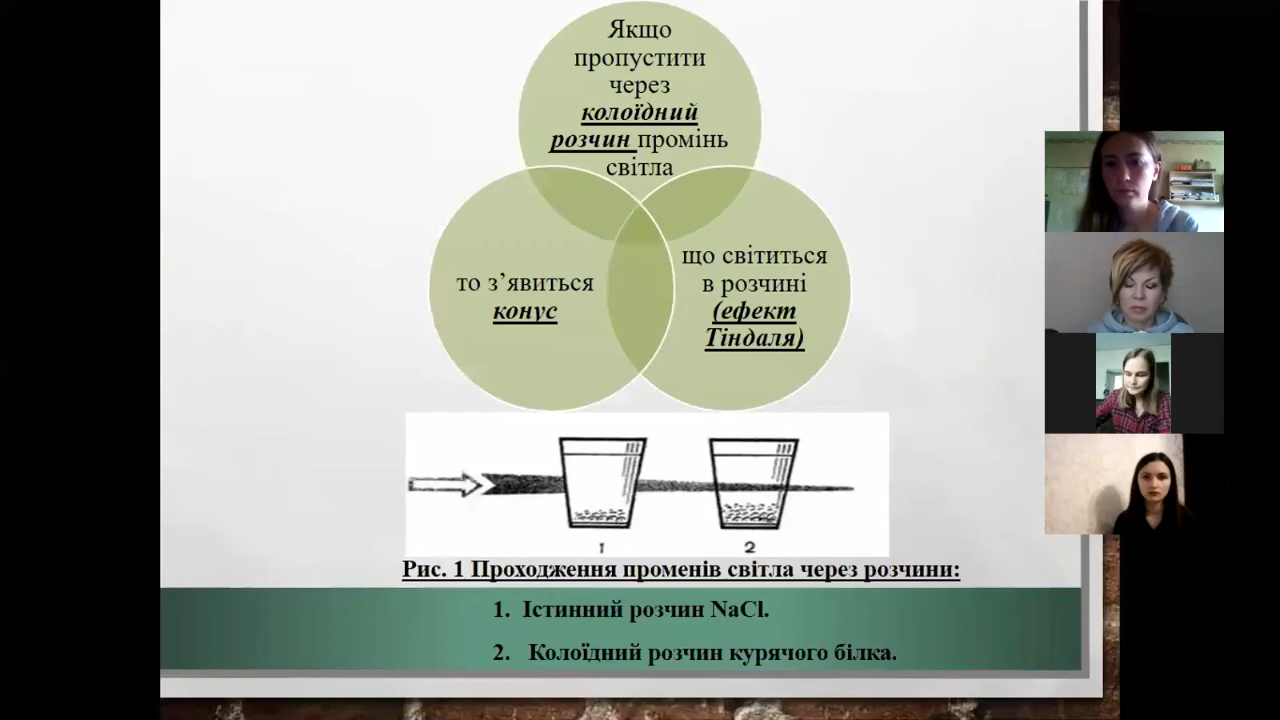 Якщо
пропустити
через
колоїдний
розчин промінь
світла
то з’явиться
конус
що світиться
в розчині
(ефект
Тіндаля)
1
2
Рис. 1 Проходження променів світла через розчини:
1. Істинний розчин NaCl.
2. Колоїдний розчин курячого білка.